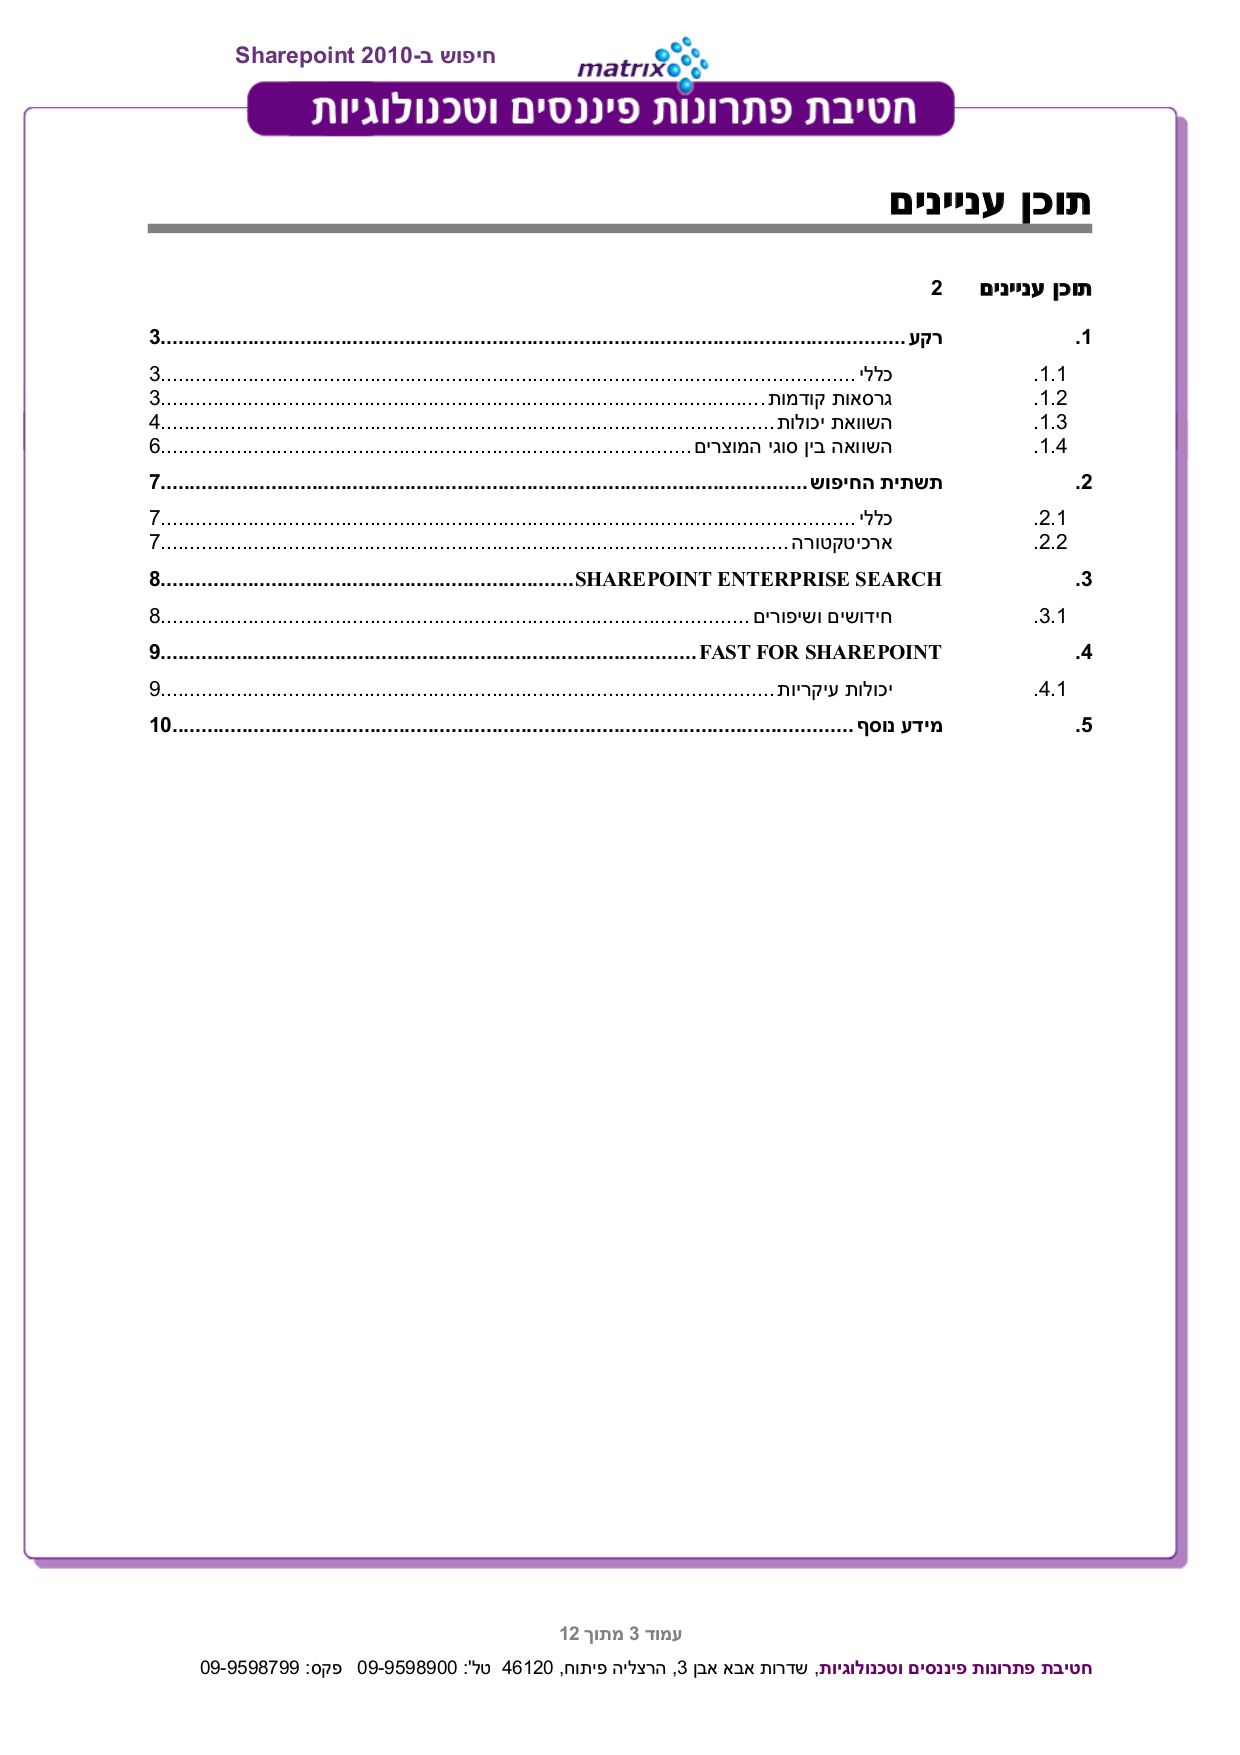 חיפוש ב-Sharepoint 2010
matrix
חטיבת פתרונות פיננסים וטכנולוגיות
תוכן עניינים
תוכן עניינים 2
1. רקע ........................................ 3
1.1. כללי ........................................ 3
1.2. גרסאות קודמות ........................................ 3
1.3. השוואת יכולות ........................................ 4
1.4. השוואה בין סוגי המוצרים ........................................ 6
2. תשתית החיפוש ........................................ 7
2.1. כללי ........................................ 7
2.2. ארכיטקטורה ........................................ 7
3. SHAREPOINT ENTERPRISE SEARCH ........................................ 8
3.1. חידושים ושיפורים ........................................ 8
4. FAST FOR SHAREPOINT ........................................ 9
4.1. יכולות עיקריות ........................................ 9
5. מידע נוסף ........................................ 10
עמוד 3 מתוך 12
חטיבת פתרונות פיננסים וטכנולוגיות, שדרות אבא אבן 3, הרצליה פיתוח, 46120 טל': 09-9598900 פקס: 09-9598799